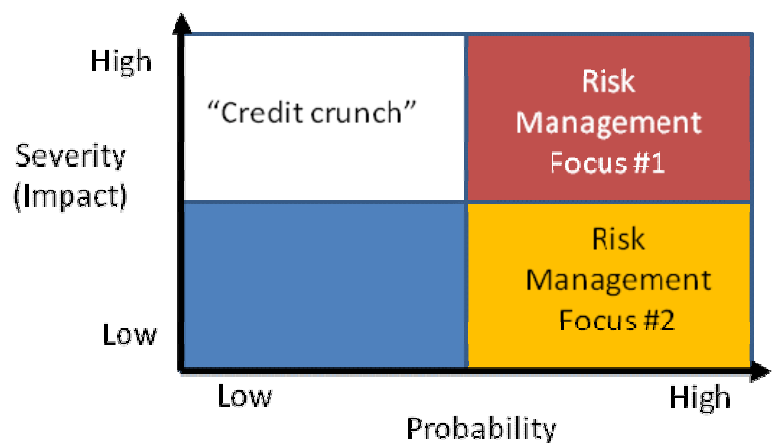 High
Severity
(Impact)
Low
“Credit crunch”
Risk
Management
Focus #1
Risk
Management
Focus #2
Low
High
Probability